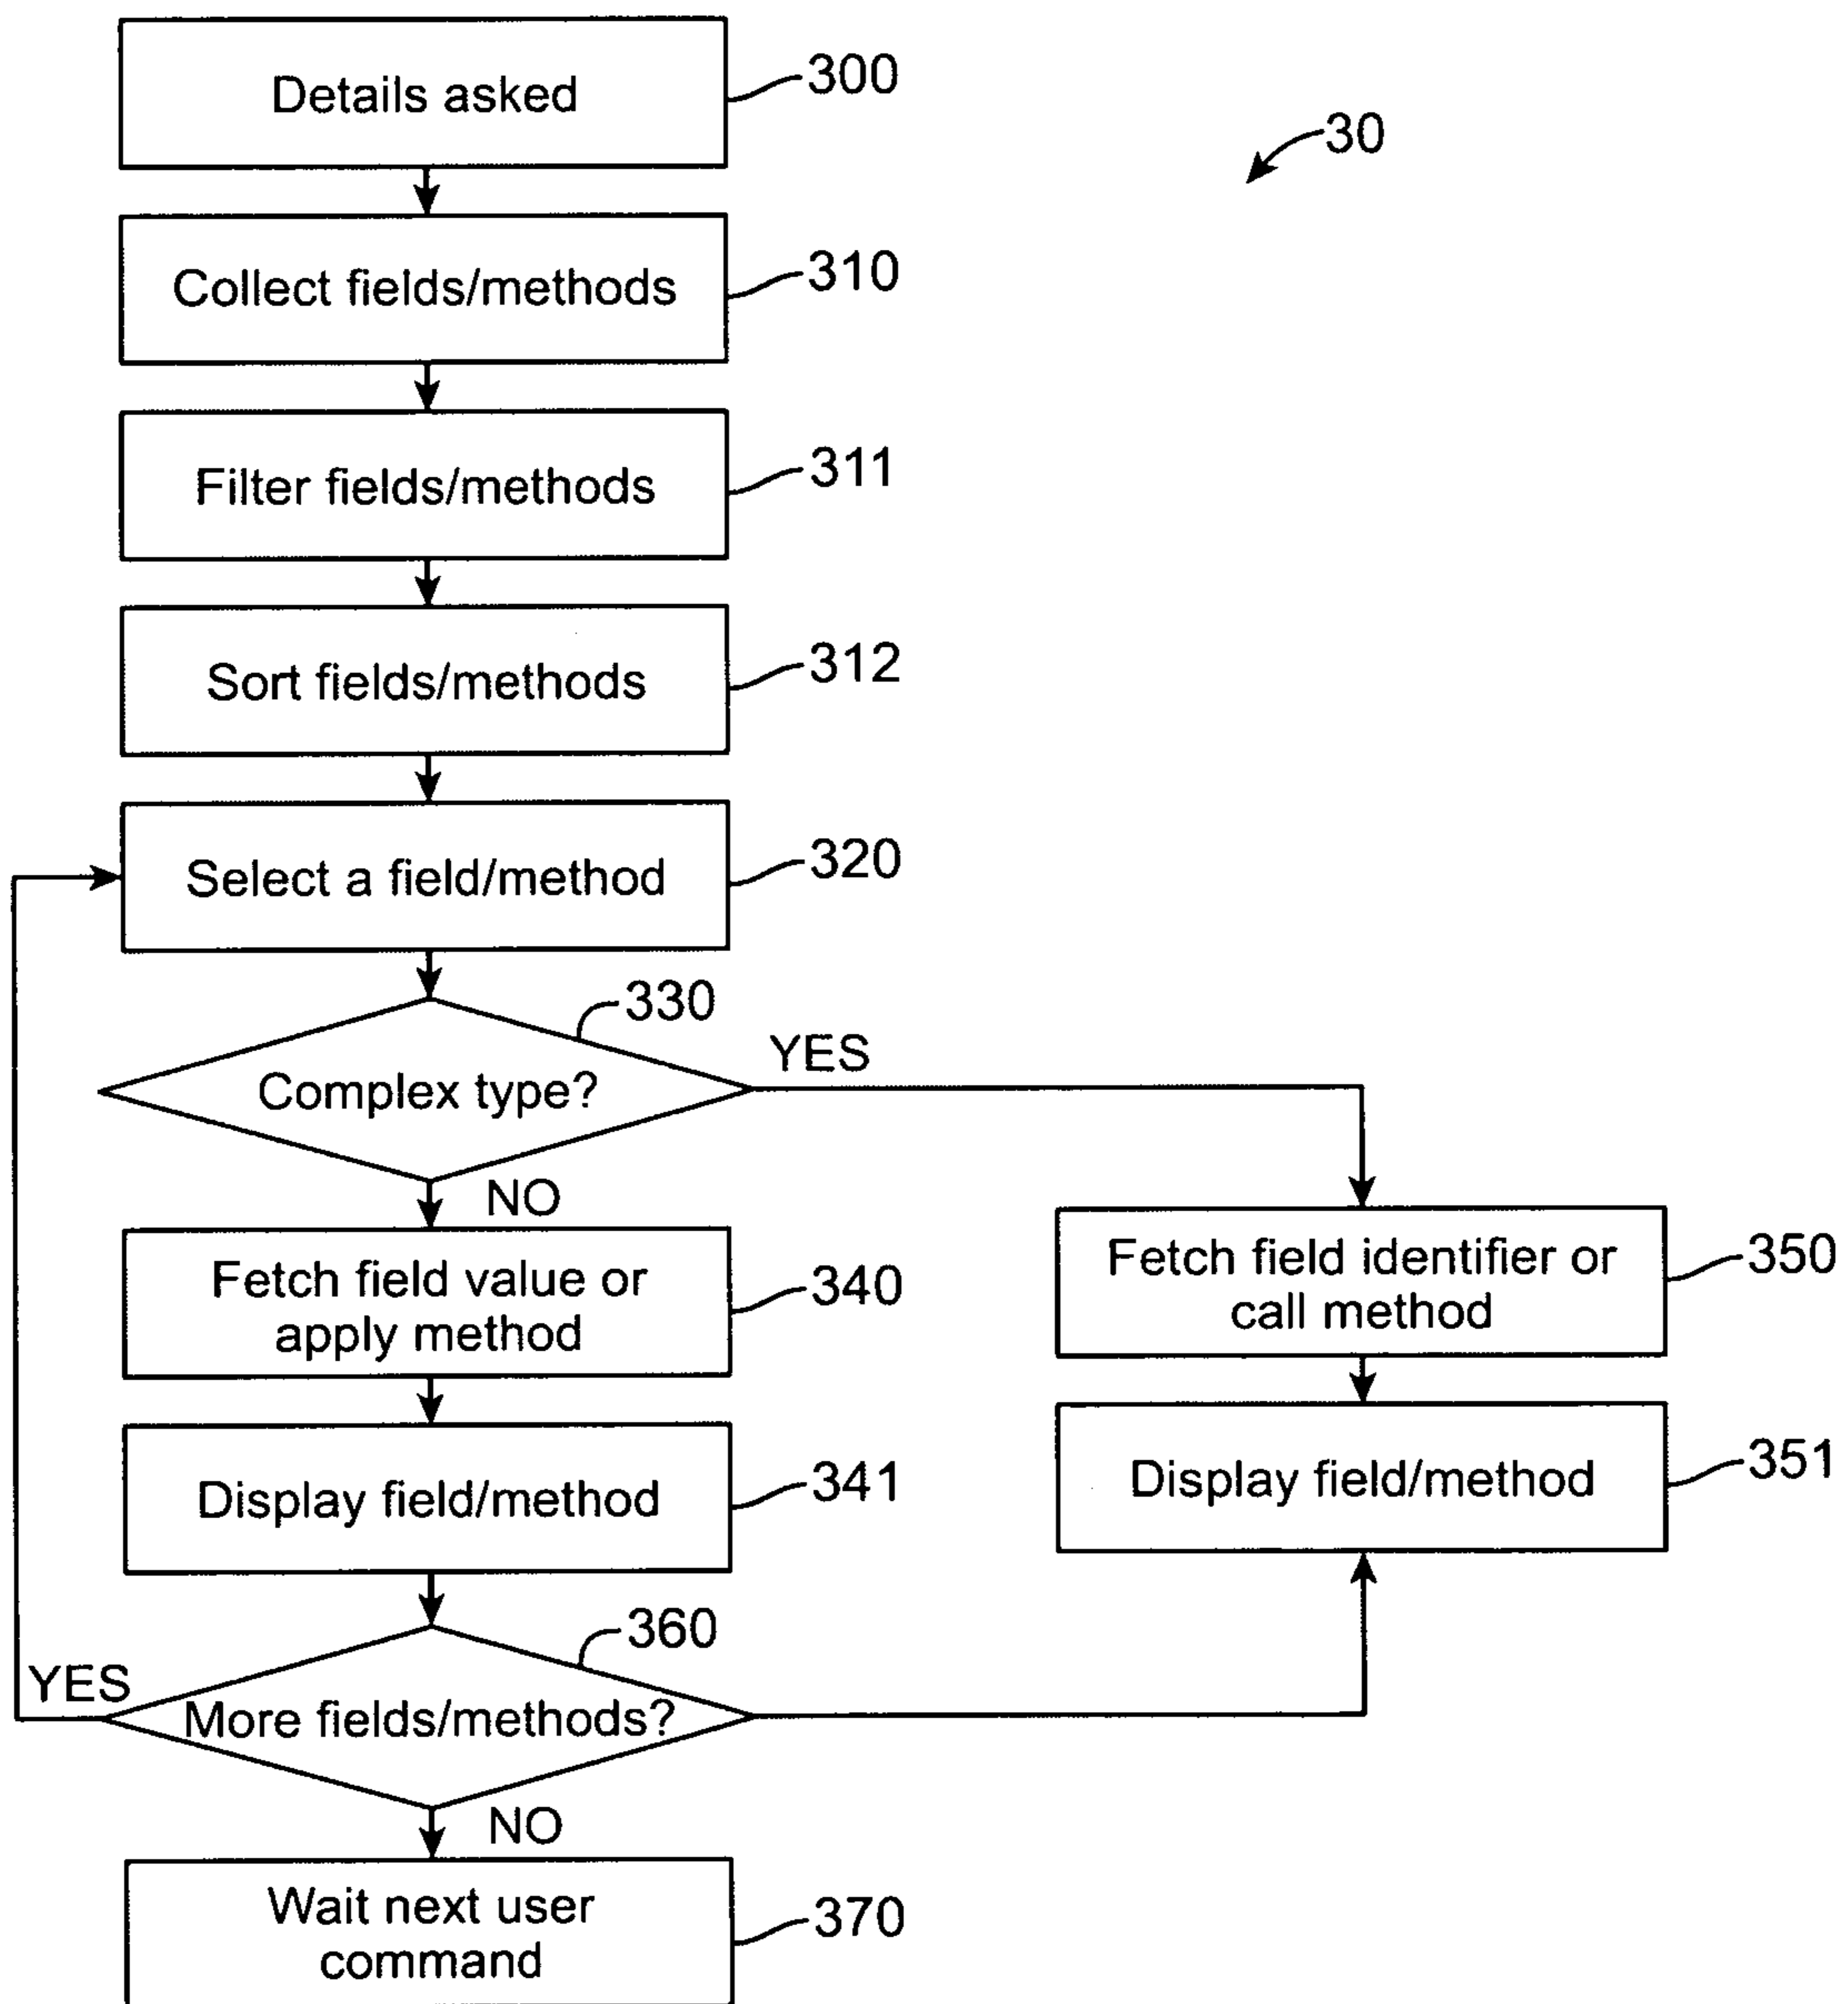 Details asked
300
30
Collect fields/methods
310
Filter fields/methods
311
Sort fields/methods
312
Select a field/method
320
330
YES
Complex type?
NO
Fetch field value or
apply method
340
Fetch field identifier or
call method
350
Display field/method
341
Display field/method
351
360
YES
More fields/methods?
NO
Wait next user
command
370